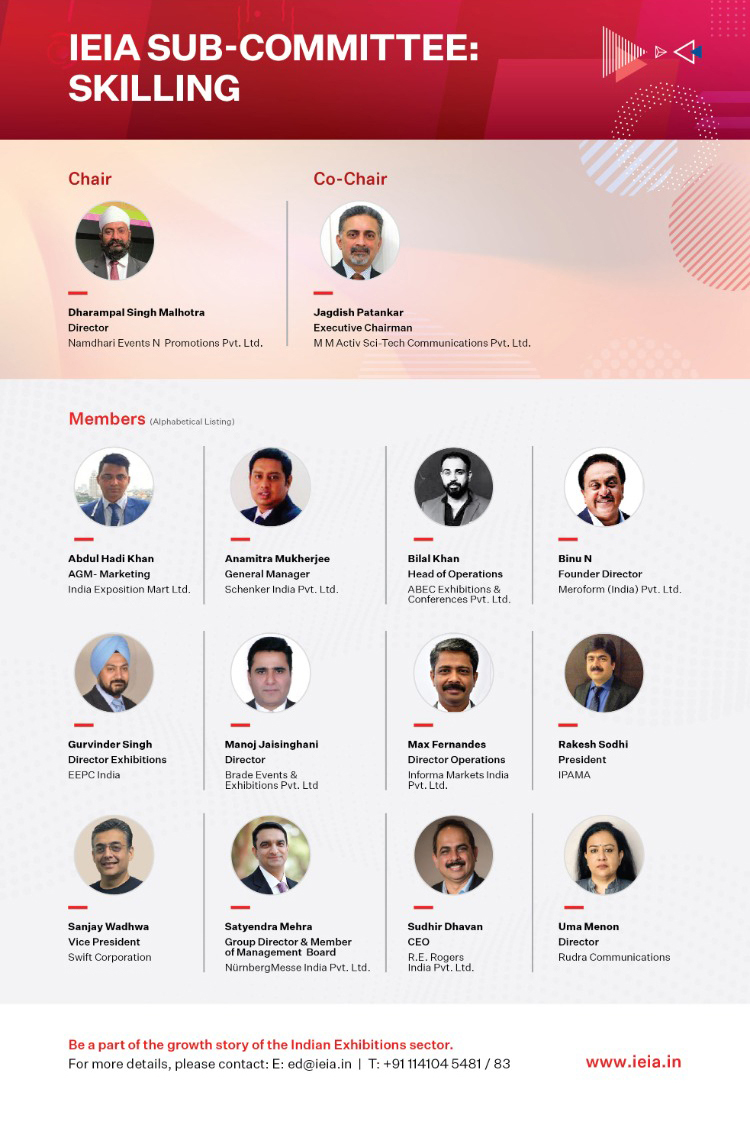 IEIA SUB-COMMITTEE:
SKILLING
Chair
Co-Chair
Dharampal Singh Malhotra
Director
Namdhari Events N Promotions Pvt. Ltd.
Jagdish Patankar
Executive Chairman
M M Activ Sci-Tech Communications Pvt. Ltd.
Members (Alphabetical Listing)
Abdul Hadi Khan
AGM- Marketing
India Exposition Mart Ltd.
Anamitra Mukherjee
General Manager
Schenker India Pvt. Ltd.
Bilal Khan
Head of Operations
ABEC Exhibitions &
Conferences Pvt. Ltd.
Binu N
Founder Director
Meroform (India) Pvt. Ltd.
Gurvinder Singh
Director Exhibitions
EEPC India
Manoj Jaisinghani
Director
Brade Events &
Exhibitions Pvt. Ltd
Max Fernandes
Director Operations
Informa Markets India
Pvt. Ltd.
Rakesh Sodhi
President
IPAMA
Sanjay Wadhwa
Vice President
Swift Corporation
Satyendra Mehra
Group Director & Member
of Management Board
NürnbergMesse India Pvt. Ltd.
Sudhir Dhavan
CEO
R.E. Rogers
India Pvt. Ltd.
Uma Menon
Director
Rudra Communications
Be a part of the growth story of the Indian Exhibitions sector.
For more details, please contact: E: ed@ieia.in | T: +91 114104 5481 / 83
www.ieia.in